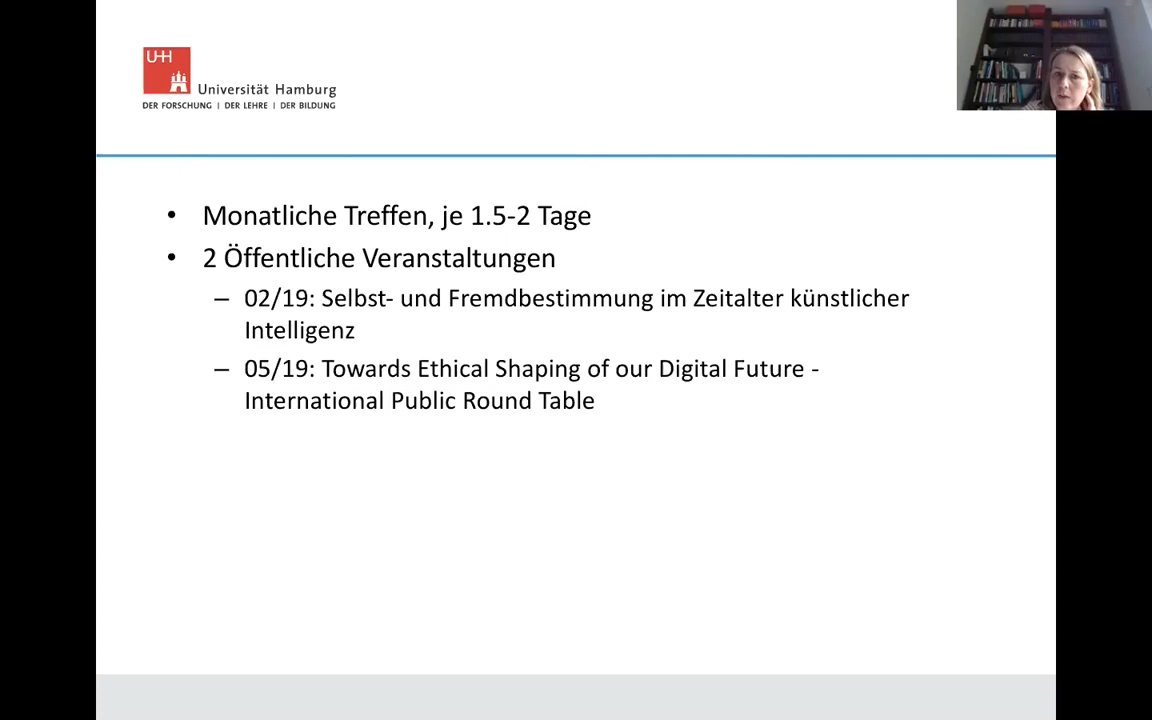 UHH
Universität Hamburg
DER FORSCHUNG | DER LEHRE | DER BILDUNG
• Monatliche Treffen, je 1.5-2 Tage
• 2 Öffentliche Veranstaltungen
– 02/19: Selbst- und Fremdbestimmung im Zeitalter künstlicher
Intelligenz
– 05/19: Towards Ethical Shaping of our Digital Future -
International Public Round Table